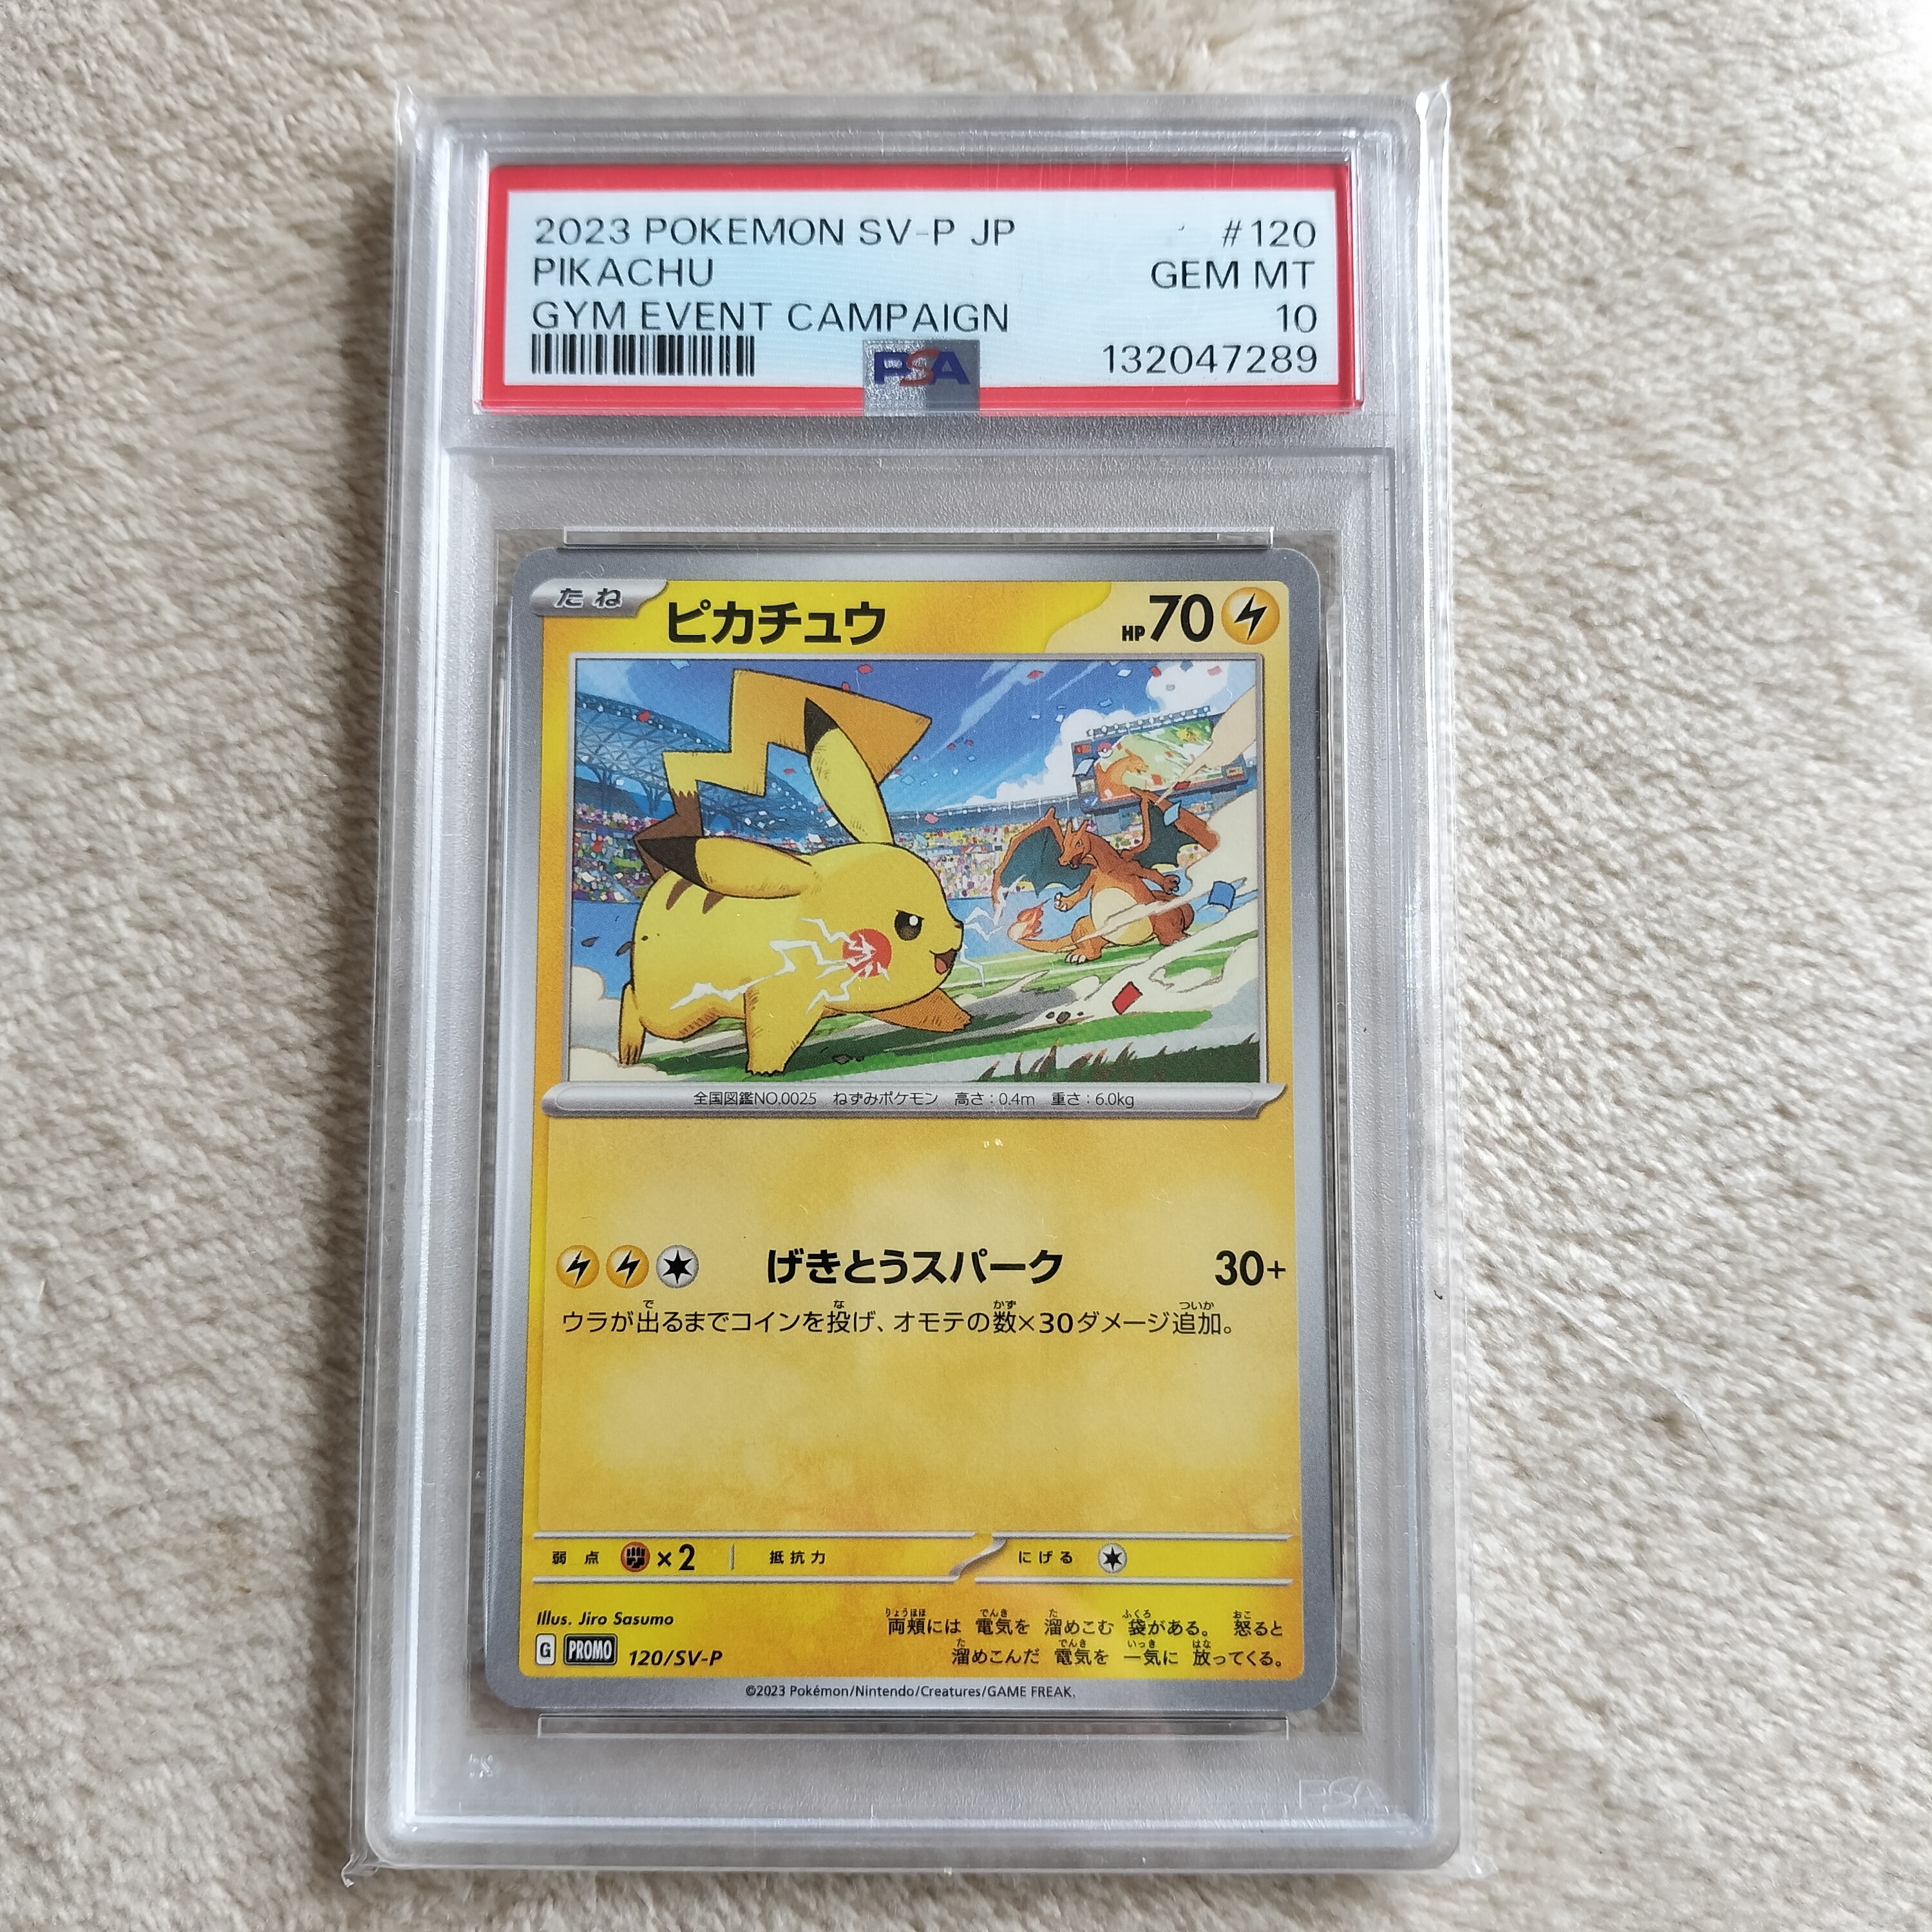 2023 POKEMON SV-P JP #120
PIKACHU GEM MT
GYM EVENT CAMPAIGN 10
PSA 132047289
たね ピカチュウ HP 70
全国図鑑NO.0025 ねずみポケモン 高さ:0.4m 重さ:6.0kg
げきとうスパーク 30+
ウラが出るまでコインを投げ、オモテの数×30ダメージ追加。
弱点 ×2 抵抗力 にげる
Illus. Jiro Sasumo
両頬には 電気を 溜めこむ 袋がある。 怒ると
溜めこんだ 電気を 一気に 放ってくる。
G PROMO 120/SV-P
©2023 Pokémon/Nintendo/Creatures/GAME FREAK.
PSA